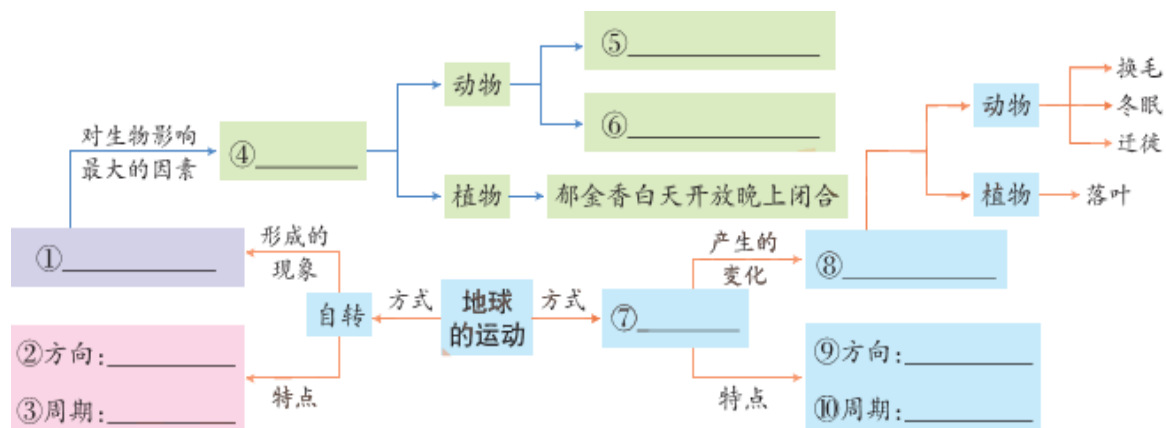 ⑤
换毛
动物
动物
冬眠
对生物影响
⑥
最大的因素
④
迁徙
植物
郁金香白天开放晚上闭合
植物
落叶
①
形成的
现象
产生的
变化
⑧
自转
方式
地球
的运动
方式
⑦
②方向:
③周期:
特点
特点
⑨方向:
⑩周期: